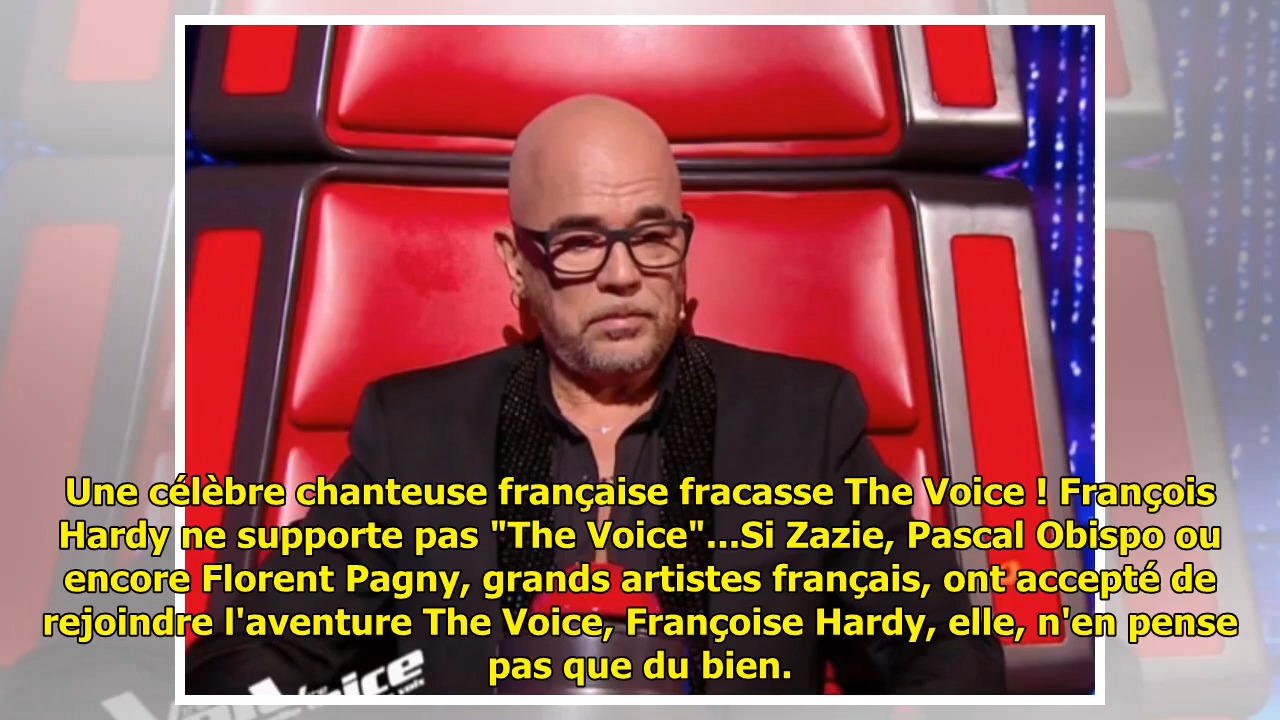 Une célèbre chanteuse française fracasse The Voice ! François
Hardy ne supporte pas "The Voice"...Si Zazie, Pascal Obispo ou
encore Florent Pagny, grands artistes français, ont accepté de
rejoindre l'aventure The Voice, Françoise Hardy, elle, n'en pense
pas que du bien.
Voice